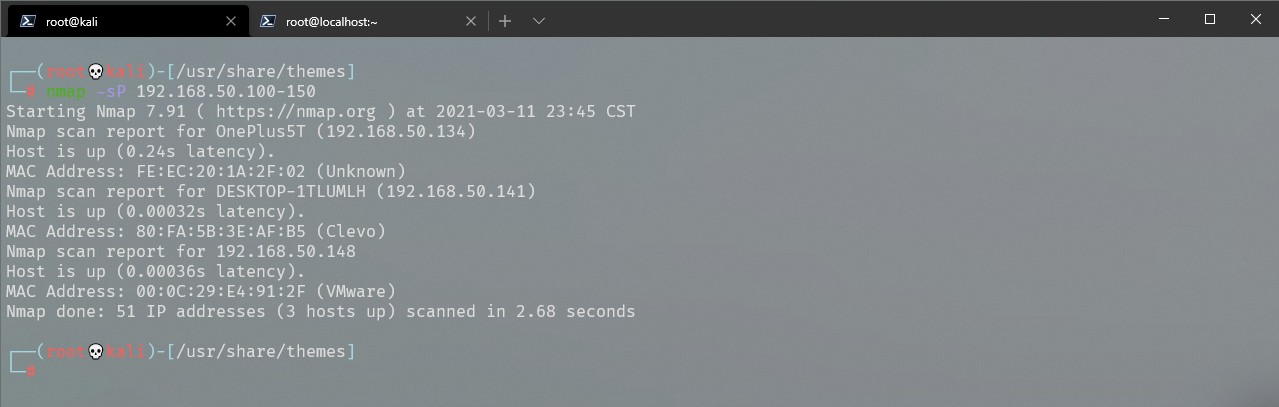 root@kali
root@localhost:~
┌──(root💀kali)-[/usr/share/themes]
└─# nmap -sP 192.168.50.100-150
Starting Nmap 7.91 ( https://nmap.org ) at 2021-03-11 23:45 CST
Nmap scan report for OnePlus5T (192.168.50.134)
Host is up (0.24s latency).
MAC Address: FE:EC:20:1A:2F:02 (Unknown)
Nmap scan report for DESKTOP-1TLUMLH (192.168.50.141)
Host is up (0.00032s latency).
MAC Address: 80:FA:5B:3E:AF:B5 (Clevo)
Nmap scan report for 192.168.50.148
Host is up (0.00036s latency).
MAC Address: 00:0C:29:E4:91:2F (VMware)
Nmap done: 51 IP addresses (3 hosts up) scanned in 2.68 seconds
┌──(root💀kali)-[/usr/share/themes]
└─#